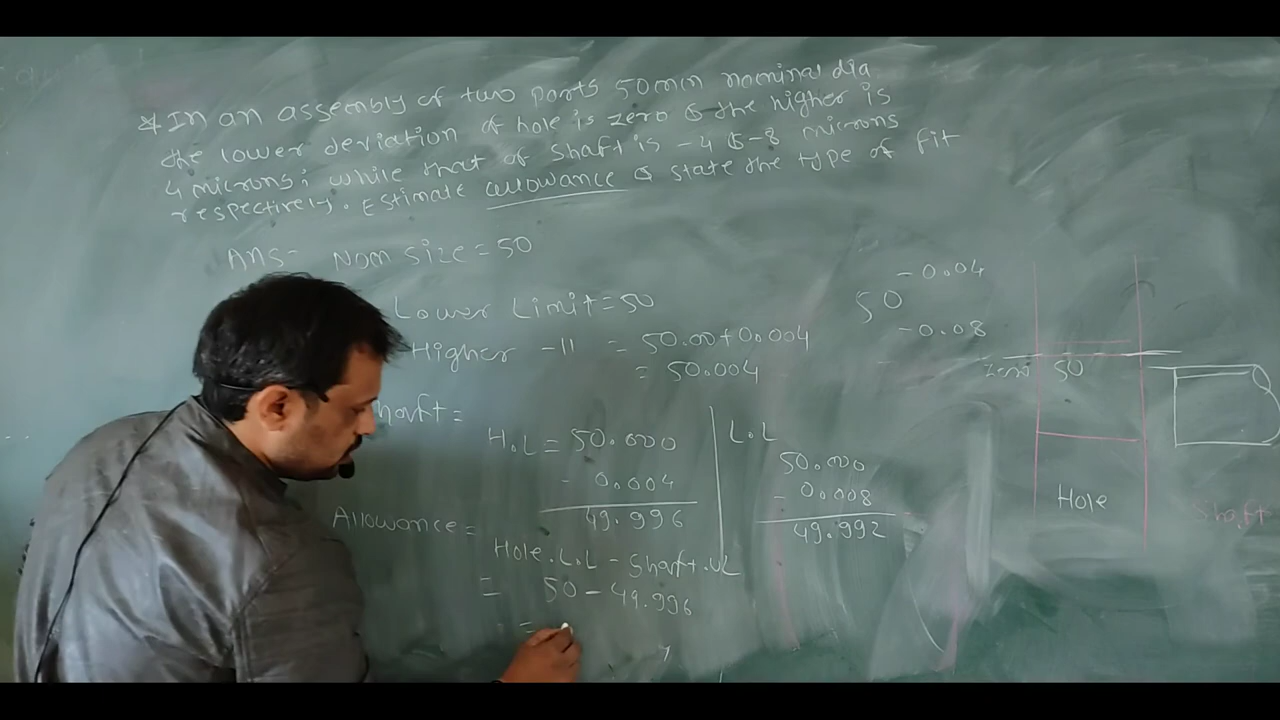 * In an assembly of two parts 50mm nominal dia
the lower deviation of hole is zero & the higher is
4 microns; while that of shaft is -4 & -8 microns
respectively. Estimate allowance & state the type of fit
Ans- Nom size = 50
Lower Limit = 50
Higher -11 = 50.00+0.004
= 50.004
haft =
H.L = 50.000
- 0.004
49.996
L.L
50.000
- 0.008
49.992
Allowance =
Hole.L.L - Shaft.UL
= 50 - 49.996
=
- 0.04
50
- 0.08
Zero 50
Hole
Shaft